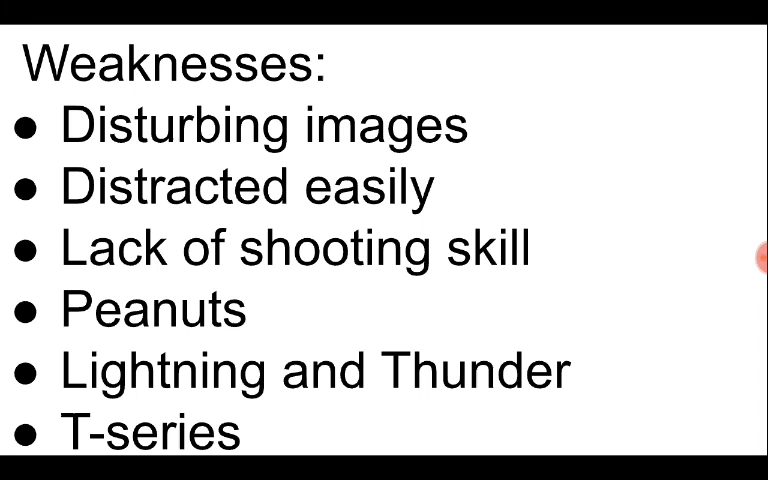 Weaknesses:
● Disturbing images
● Distracted easily
● Lack of shooting skill
● Peanuts
● Lightning and Thunder
● T-series